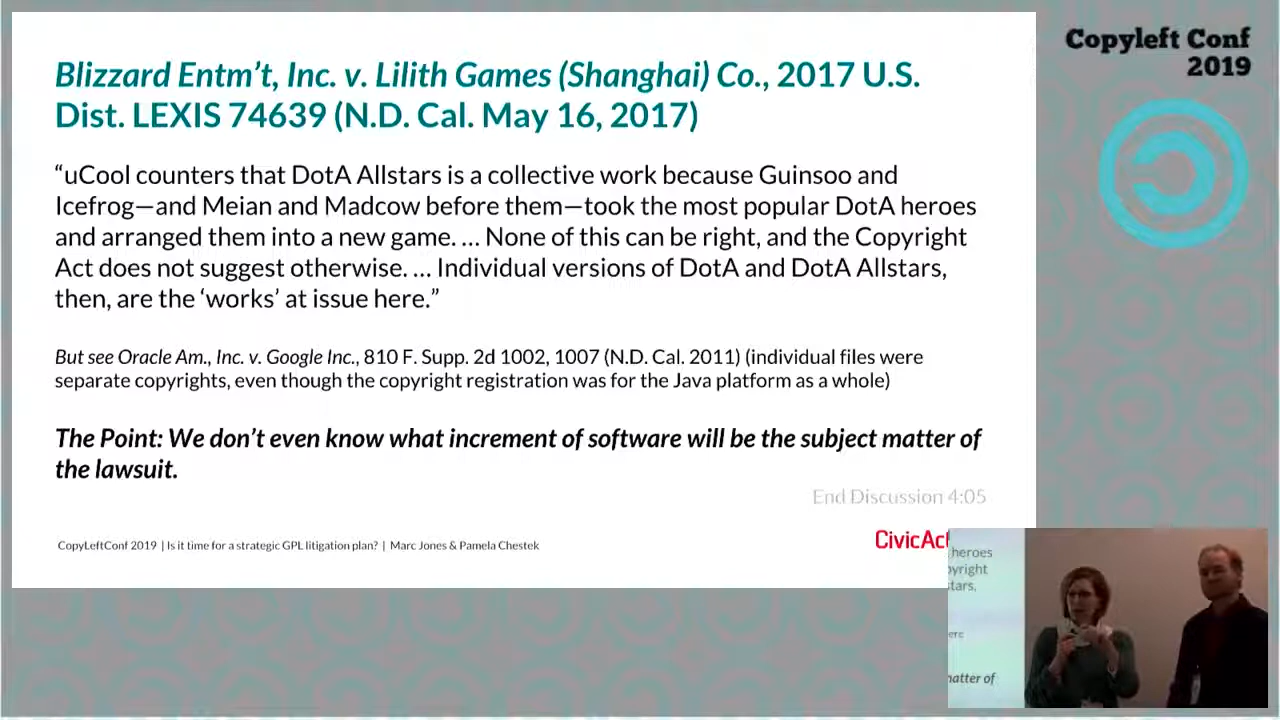 Copyleft Conf
2019
Blizzard Entm’t, Inc. v. Lilith Games (Shanghai) Co., 2017 U.S.
Dist. LEXIS 74639 (N.D. Cal. May 16, 2017)
“uCool counters that DotA Allstars is a collective work because Guinsoo and
Icefrog—and Meian and Madcow before them—took the most popular DotA heroes
and arranged them into a new game. … None of this can be right, and the Copyright
Act does not suggest otherwise. … Individual versions of DotA and DotA Allstars,
then, are the ‘works’ at issue here.”
But see Oracle Am., Inc. v. Google Inc., 810 F. Supp. 2d 1002, 1007 (N.D. Cal. 2011) (individual files were
separate copyrights, even though the copyright registration was for the Java platform as a whole)
The Point: We don’t even know what increment of software will be the subject matter of
the lawsuit.
End Discussion 4:05
CopyLeftConf 2019 | Is it time for a strategic GPL litigation plan? | Marc Jones & Pamela Chestek
CivicAct
heroes
pyright
tars,
ere
natter of